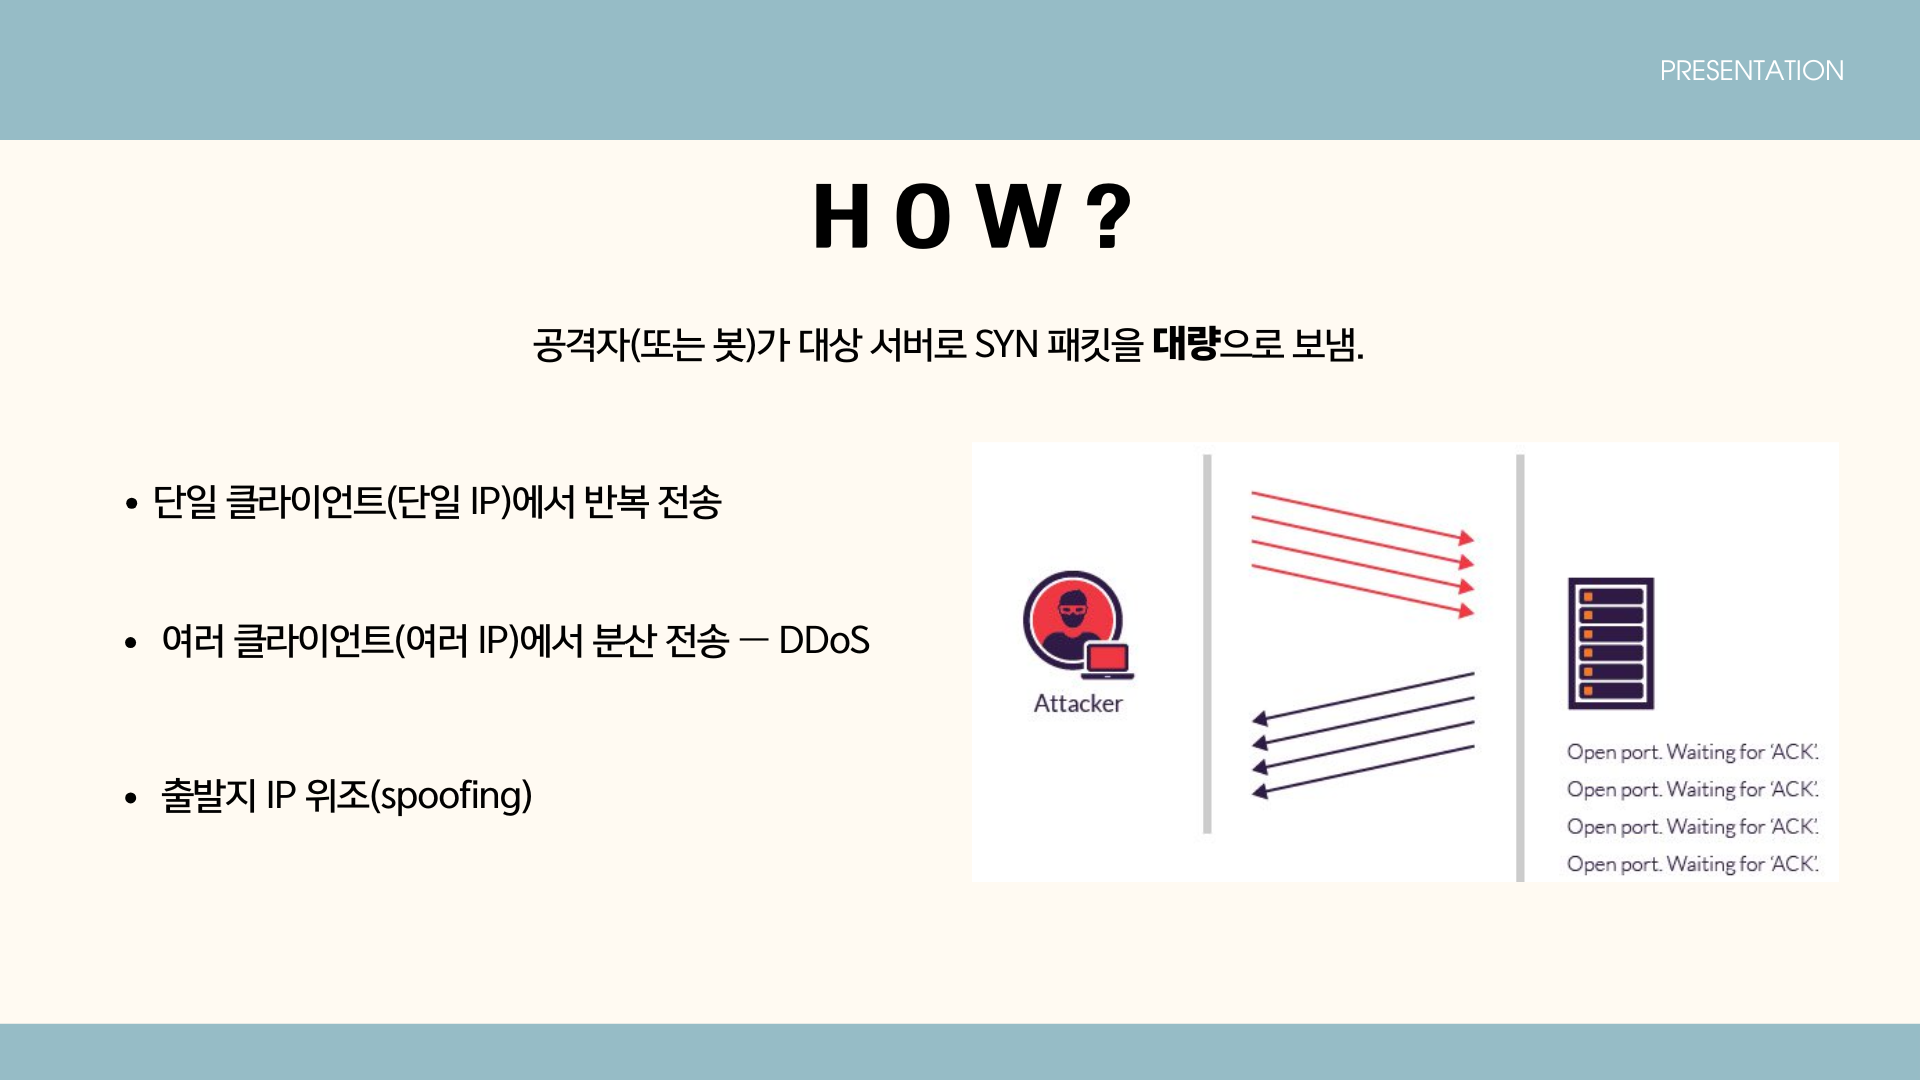 PRESENTATION
HOW?
공격자(또는 봇)가 대상 서버로 SYN 패킷을 대량으로 보냄.
• 단일 클라이언트(단일 IP)에서 반복 전송
• 여러 클라이언트(여러 IP)에서 분산 전송 — DDoS
• 출발지 IP 위조(spoofing)
Attacker
Open port. Waiting for ‘ACK’.
Open port. Waiting for ‘ACK’.
Open port. Waiting for ‘ACK’.
Open port. Waiting for ‘ACK’.